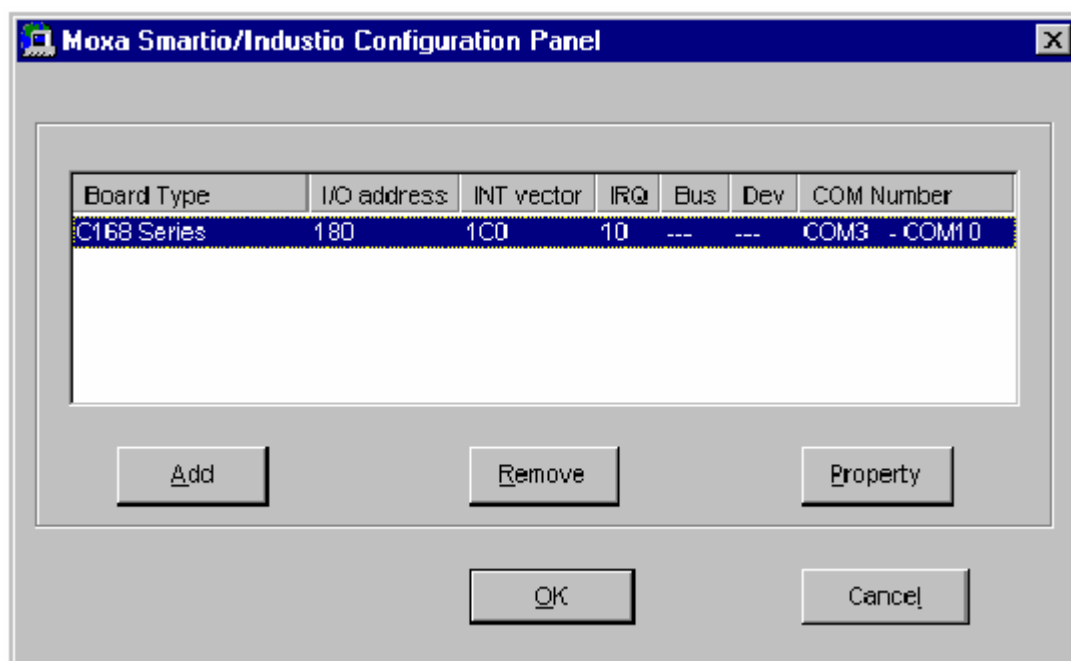 Moxa Smartio/Industio Configuration Panel
Board Type I/O address INT vector IRQ Bus Dev COM Number
C168 Series 180 1C0 10 --- --- COM3 - COM10
Add Remove Property
OK Cancel